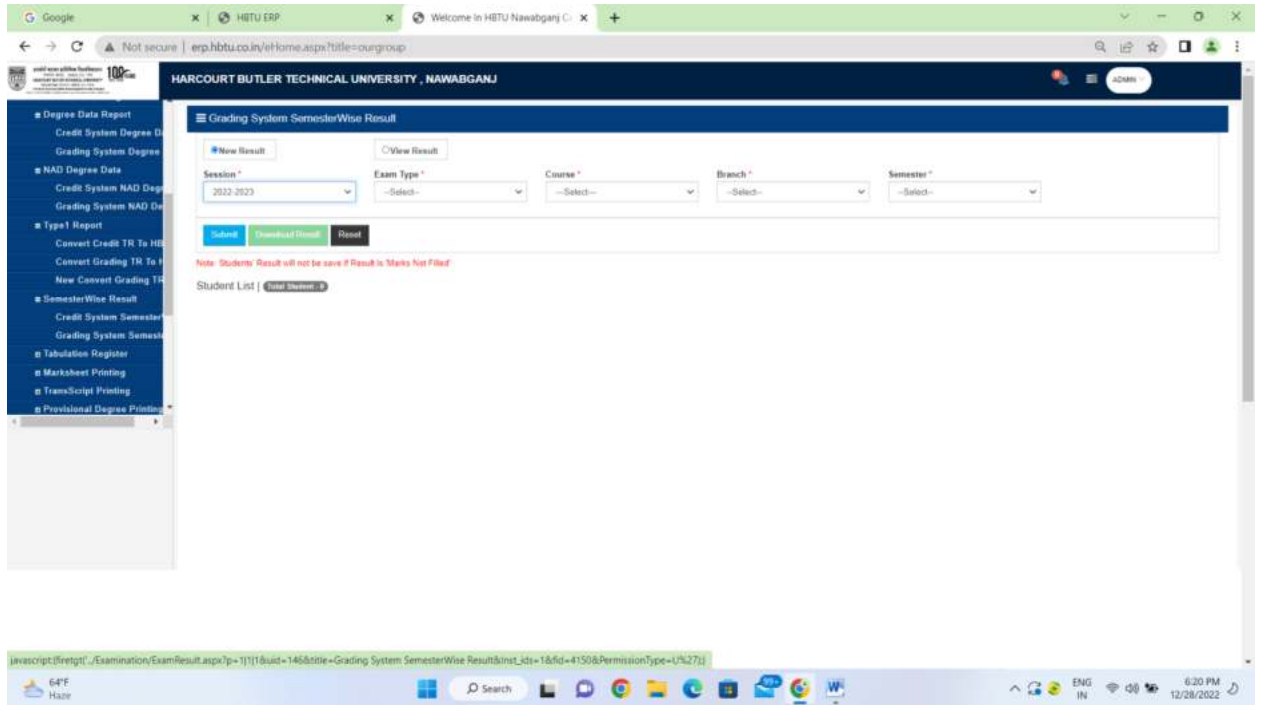 Google
HBTU ERP
Welcome In HBTU Nawabganj C
Not secure | erp.hbtu.co.in/eHome.aspx?title=ourgroup
100
HARCOURT BUTLER TECHNICAL UNIVERSITY , NAWABGANJ
ADMIN
Degree Data Report
Credit System Degree D
Grading System Degree
NAD Degree Data
Credit System NAD Deg
Grading System NAD De
Type1 Report
Convert Credit TR To HB
Convert Grading TR To H
New Convert Grading TR
SemesterWise Result
Credit System Semester
Grading System Semest
Tabulation Register
Marksheet Printing
TransScript Printing
Provisional Degree Printing
Grading System SemesterWise Result
New Result View Result
Session * Exam Type * Course * Branch * Semester *
2022-2023 --Select-- ---Select--- --Select-- --Select--
Submit Download Result Reset
Note: Students' Result will not be save if Result is 'Marks Not Filled'
Student List | Total Student - 0
javascript:firetgt('../Examination/ExamResult.aspx?p=1|1|1&uid=146&title=Grading System SemesterWise Result&inst_ids=1&fid=4150&PermissionType=U%27);)
64°F
Haze
Search
99+
ENG
IN
6:20 PM
12/28/2022